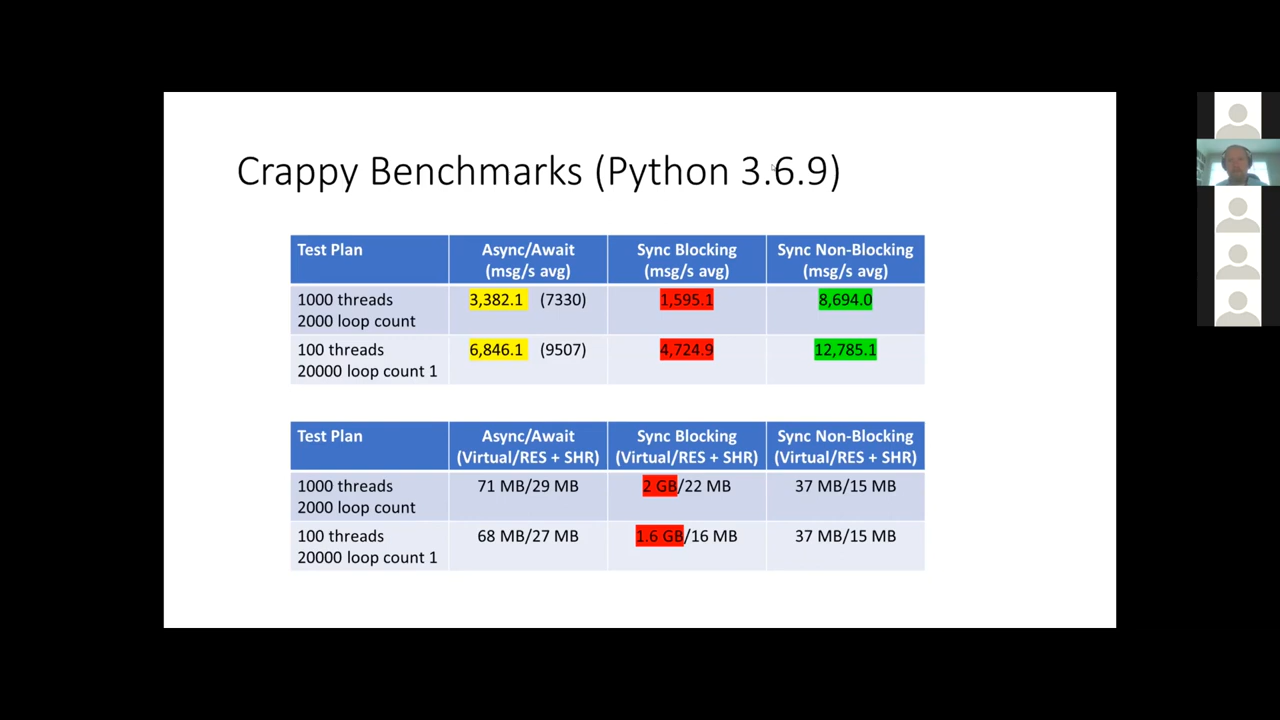 Crappy Benchmarks (Python 3.6.9)
Test Plan Async/Await Sync Blocking Sync Non-Blocking
(msg/s avg) (msg/s avg) (msg/s avg)
1000 threads 3,382.1 (7330) 1,595.1 8,694.0
2000 loop count
100 threads 6,846.1 (9507) 4,724.9 12,785.1
20000 loop count 1
Test Plan Async/Await Sync Blocking Sync Non-Blocking
(Virtual/RES + SHR) (Virtual/RES + SHR) (Virtual/RES + SHR)
1000 threads 71 MB/29 MB 2 GB/22 MB 37 MB/15 MB
2000 loop count
100 threads 68 MB/27 MB 1.6 GB/16 MB 37 MB/15 MB
20000 loop count 1